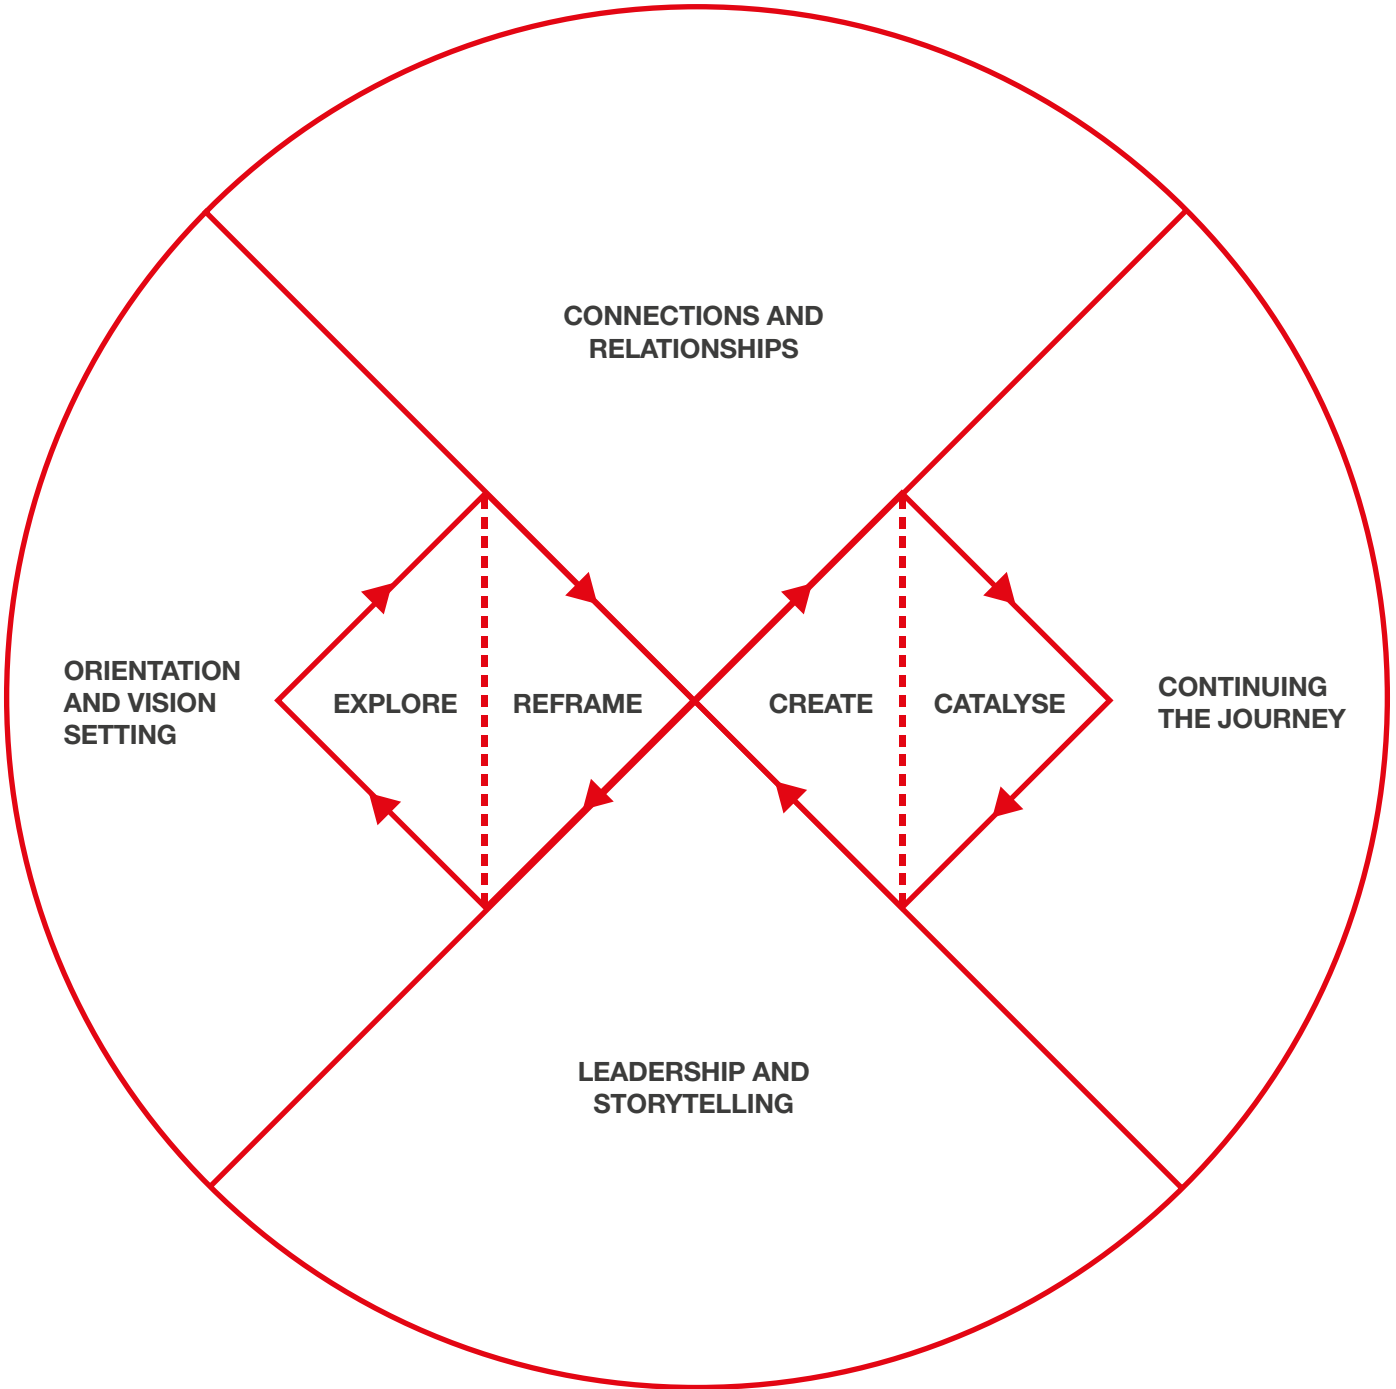 CONNECTIONS AND
RELATIONSHIPS
ORIENTATION
AND VISION
SETTING
EXPLORE
REFRAME
CREATE
CATALYSE
CONTINUING
THE JOURNEY
LEADERSHIP AND
STORYTELLING